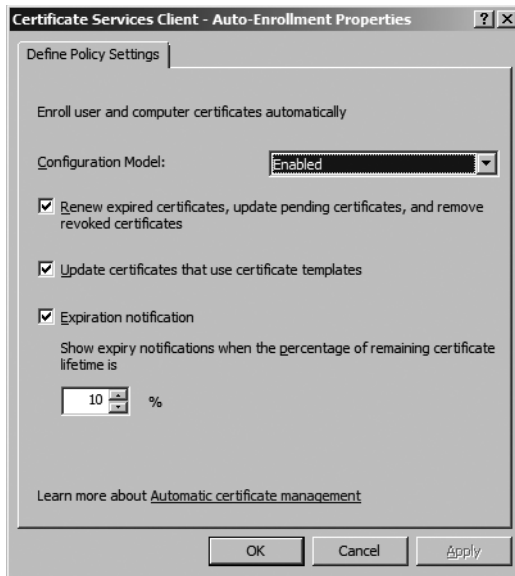 Certificate Services Client - Auto-Enrollment Properties
Define Policy Settings
Enroll user and computer certificates automatically
Configuration Model: Enabled
Renew expired certificates, update pending certificates, and remove
revoked certificates
Update certificates that use certificate templates
Expiration notification
Show expiry notifications when the percentage of remaining certificate
lifetime is
10 %
Learn more about Automatic certificate management
OK Cancel Apply